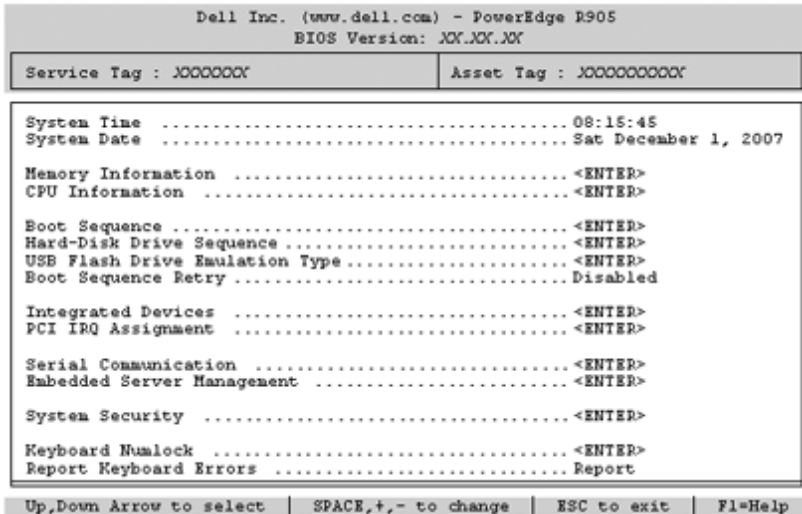 Dell Inc. (www.dell.com) - PowerEdge R905
BIOS Version: XX.XX.XX
Service Tag : XXXXXXX Asset Tag : XXXXXXXXXX
System Time ........................................08:15:45
System Date ........................................Sat December 1, 2007
Memory Information .................................<ENTER>
CPU Information ....................................<ENTER>
Boot Sequence .......................................<ENTER>
Hard-Disk Drive Sequence ............................<ENTER>
USB Flash Drive Emulation Type ......................<ENTER>
Boot Sequence Retry .................................Disabled
Integrated Devices .................................<ENTER>
PCI IRQ Assignment .................................<ENTER>
Serial Communication ...............................<ENTER>
Embedded Server Management .........................<ENTER>
System Security ....................................<ENTER>
Keyboard Numlock ...................................<ENTER>
Report Keyboard Errors .............................Report
Up,Down Arrow to select | SPACE,+,- to change | ESC to exit | F1=Help